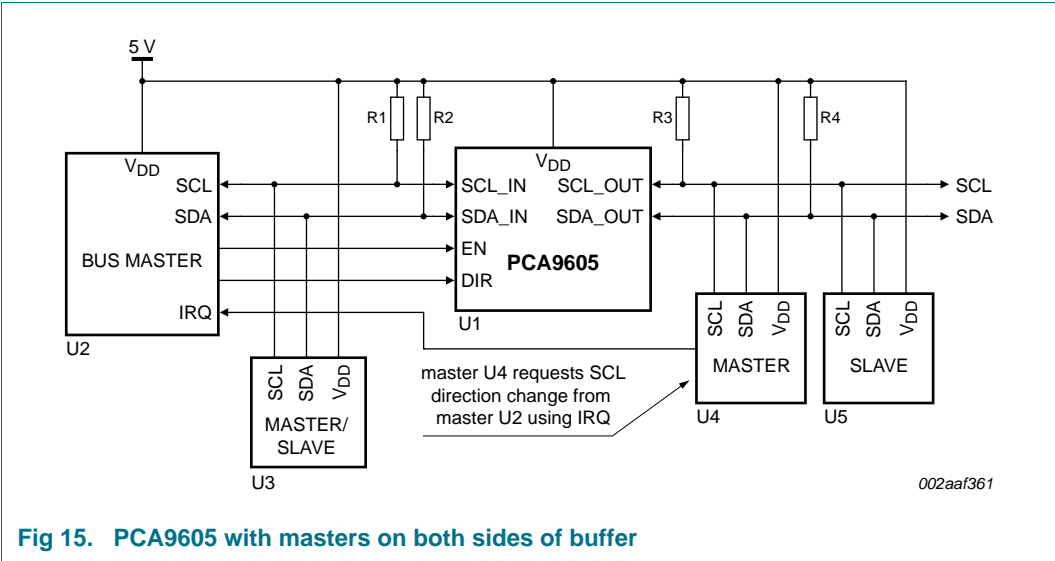 5 V
R1
R2
R3
R4
VDD
SCL
SDA
BUS MASTER
IRQ
U2
VDD
SCL_IN
SCL_OUT
SDA_IN
SDA_OUT
EN
PCA9605
DIR
U1
SCL
SDA
SCL
SDA
VDD
MASTER/
SLAVE
U3
master U4 requests SCL
direction change from
master U2 using IRQ
SCL
SDA
VDD
MASTER
U4
SCL
SDA
VDD
SLAVE
U5
002aaf361
Fig 15. PCA9605 with masters on both sides of buffer